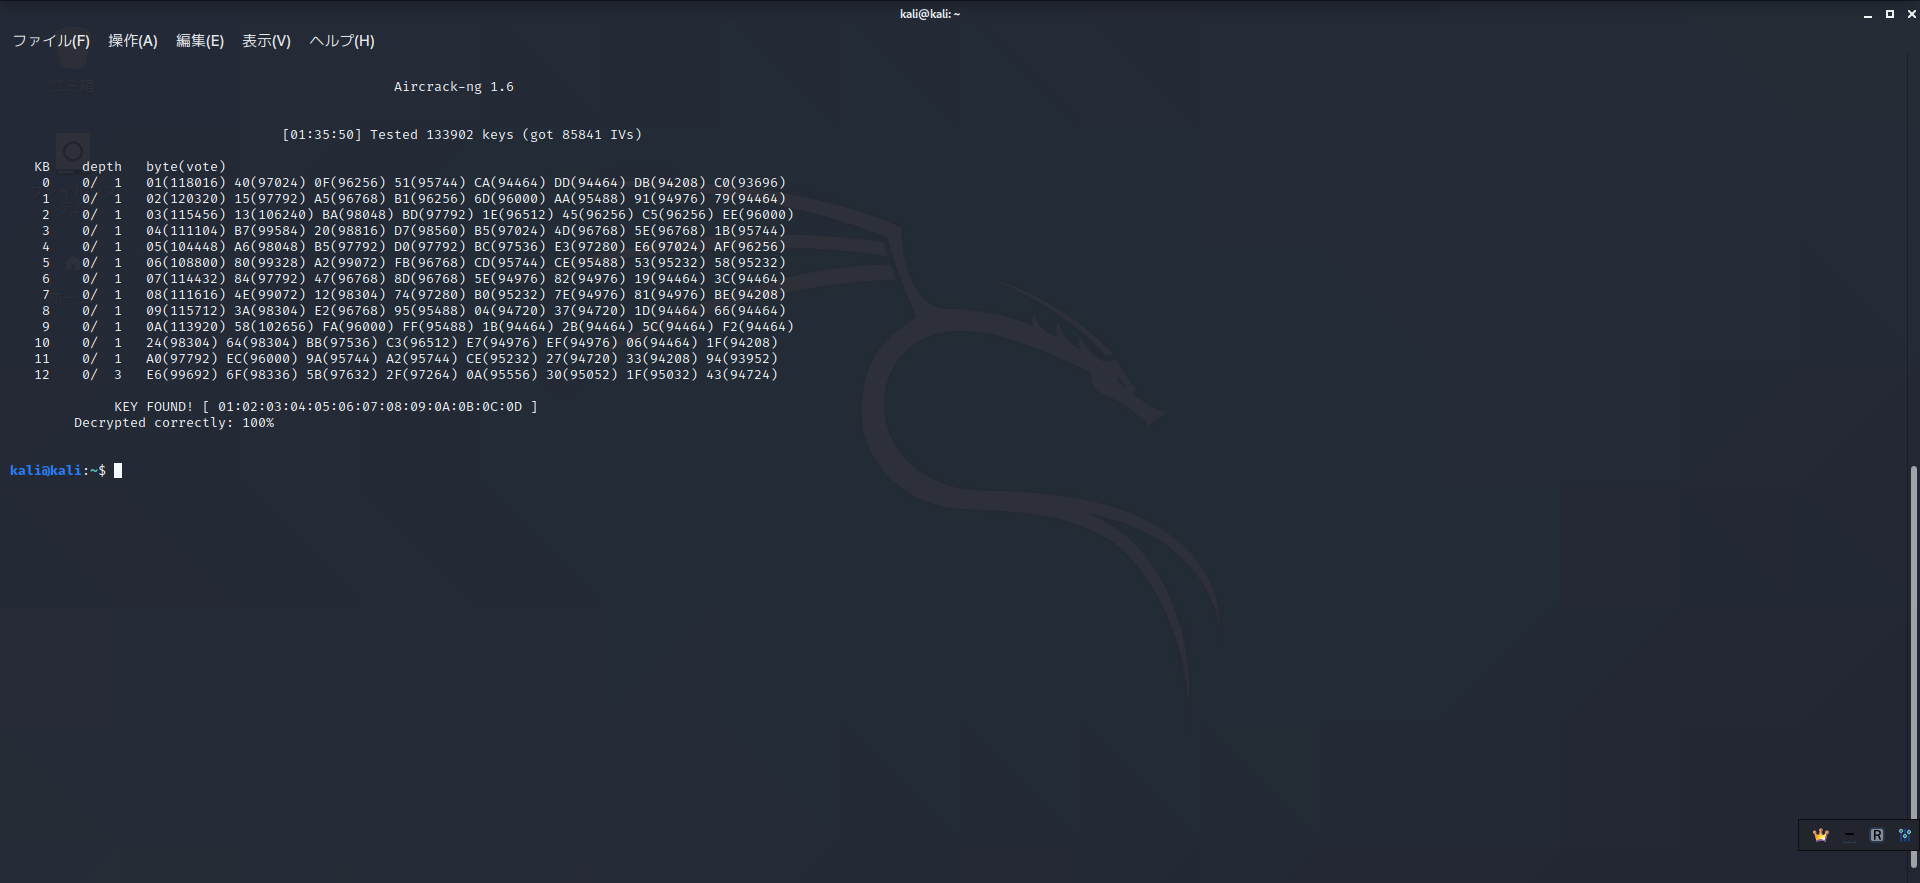 kali@kali: ~
ファイル(F) 操作(A) 編集(E) 表示(V) ヘルプ(H)
ゴミ箱
Aircrack-ng 1.6
[01:35:50] Tested 133902 keys (got 85841 IVs)
KB depth byte(vote)
0 0/ 1 01(118016) 40(97024) 0F(96256) 51(95744) CA(94464) DD(94464) DB(94208) C0(93696)
1 0/ 1 02(120320) 15(97792) A5(96768) B1(96256) 6D(96000) AA(95488) 91(94976) 79(94464)
2 0/ 1 03(115456) 13(106240) BA(98048) BD(97792) 1E(96512) 45(96256) C5(96256) EE(96000)
3 0/ 1 04(111104) B7(99584) 20(98816) D7(98560) B5(97024) 4D(96768) 5E(96768) 1B(95744)
4 0/ 1 05(104448) A6(98048) B5(97792) D0(97792) BC(97536) E3(97280) E6(97024) AF(96256)
5 0/ 1 06(108800) 80(99328) A2(99072) FB(96768) CD(95744) CE(95488) 53(95232) 58(95232)
6 0/ 1 07(114432) 84(97792) 47(96768) 8D(96768) 5E(94976) 82(94976) 19(94464) 3C(94464)
7 0/ 1 08(111616) 4E(99072) 12(98304) 74(97280) B0(95232) 7E(94976) 81(94976) BE(94208)
8 0/ 1 09(115712) 3A(98304) E2(96768) 95(95488) 04(94720) 37(94720) 1D(94464) 66(94464)
9 0/ 1 0A(113920) 58(102656) FA(96000) FF(95488) 1B(94464) 2B(94464) 5C(94464) F2(94464)
10 0/ 1 24(98304) 64(98304) BB(97536) C3(96512) E7(94976) EF(94976) 06(94464) 1F(94208)
11 0/ 1 A0(97792) EC(96000) 9A(95744) A2(95744) CE(95232) 27(94720) 33(94208) 94(93952)
12 0/ 3 E6(99692) 6F(98336) 5B(97632) 2F(97264) 0A(95556) 30(95052) 1F(95032) 43(94724)
KEY FOUND! [ 01:02:03:04:05:06:07:08:09:0A:0B:0C:0D ]
Decrypted correctly: 100%
kali@kali:~$
R